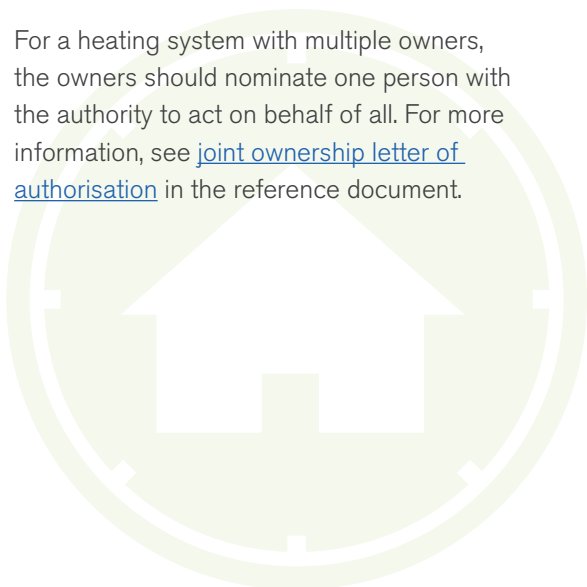 For a heating system with multiple owners,
the owners should nominate one person with
the authority to act on behalf of all. For more
information, see joint ownership letter of
authorisation in the reference document.